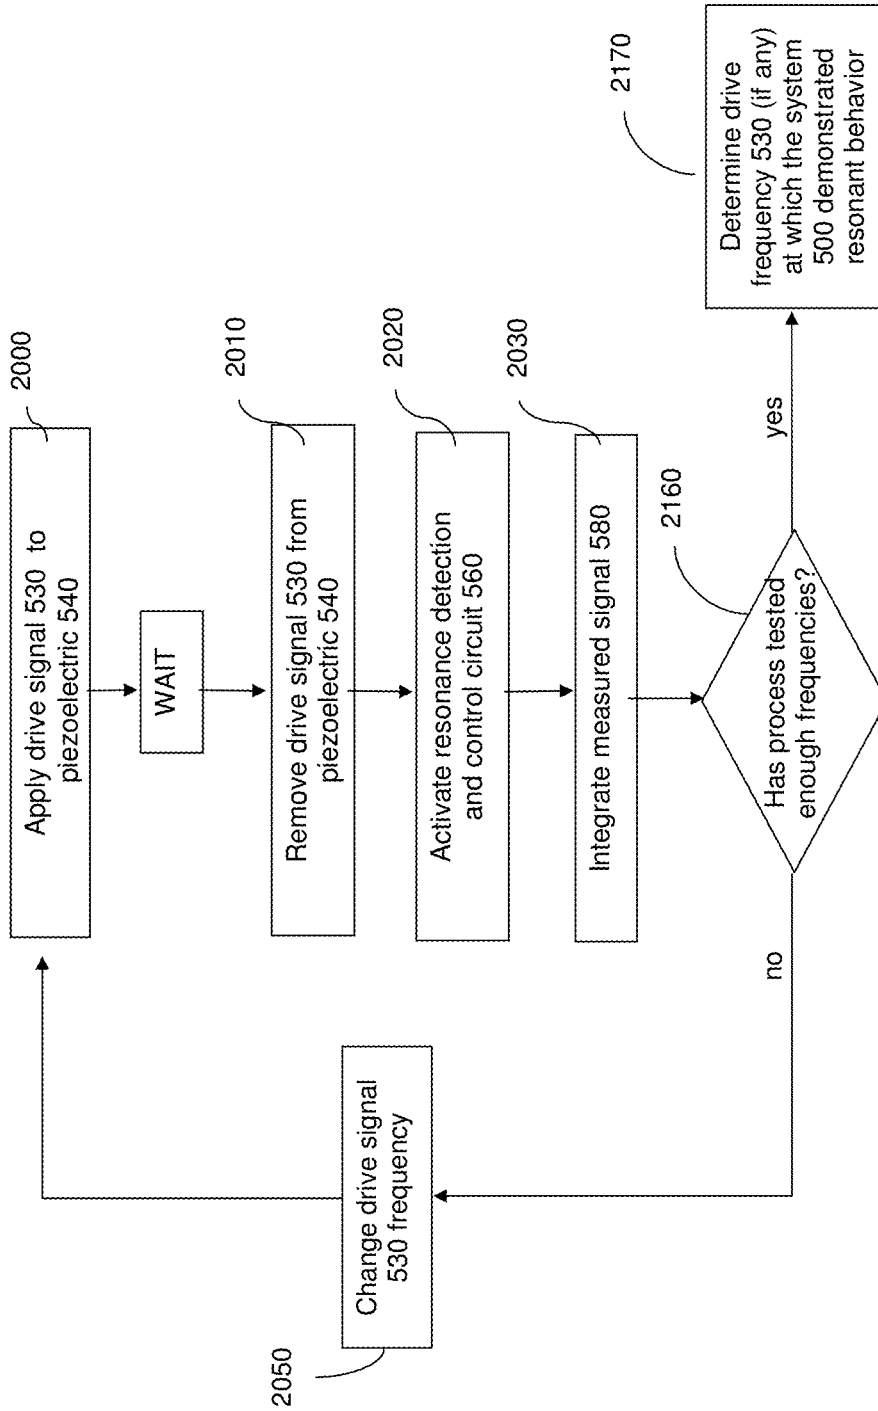 2000
Apply drive signal 530 to
piezoelectric 540
WAIT
2010
Remove drive signal 530 from
piezoelectric 540
2020
Activate resonance detection
and control circuit 560
2030
Integrate measured signal 580
2160
Has process tested
enough frequencies?
yes
no
2170
Determine drive
frequency 530 (if any)
at which the system
500 demonstrated
resonant behavior
2050
Change drive signal
530 frequency